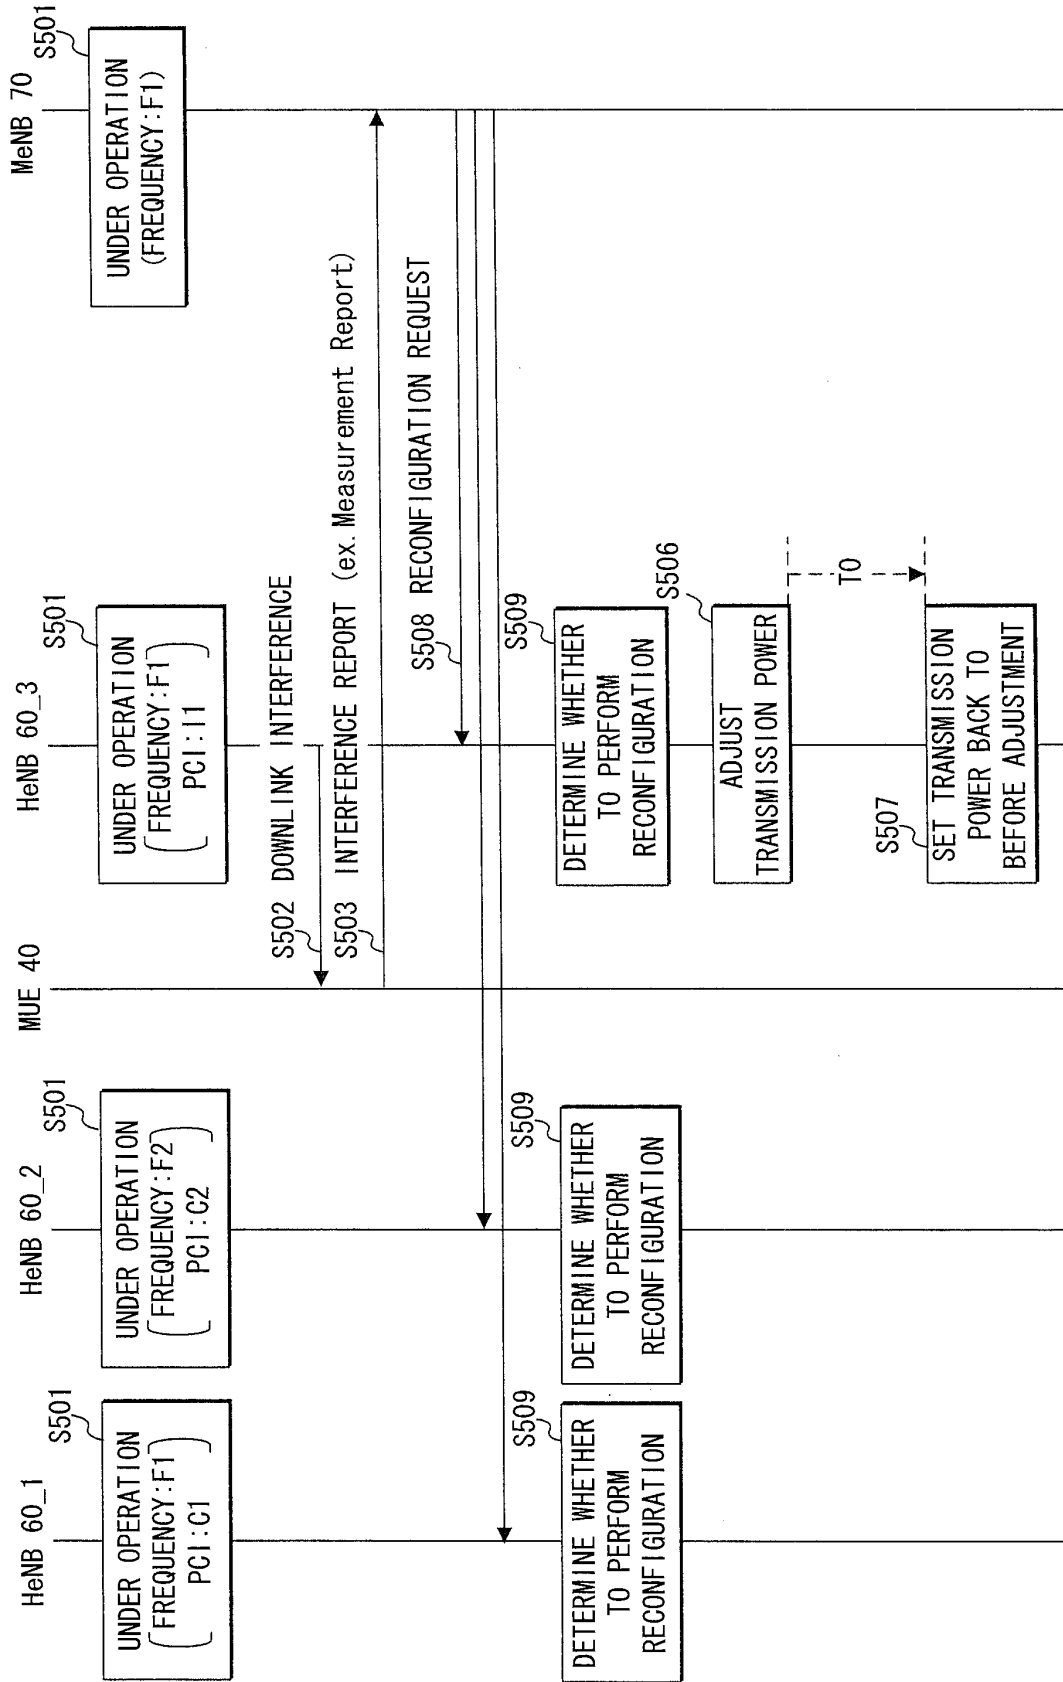 HeNB 60_1
HeNB 60_2
MUE 40
HeNB 60_3
MeNB 70
S501
UNDER OPERATION
(FREQUENCY:F1)
PCI:C1
S501
UNDER OPERATION
(FREQUENCY:F2)
PCI:C2
S501
UNDER OPERATION
(FREQUENCY:F1)
PCI:I1
S501
UNDER OPERATION
(FREQUENCY:F1)
S502 DOWNLINK INTERFERENCE
S503 INTERFERENCE REPORT (ex. Measurement Report)
S508 RECONFIGURATION REQUEST
S509
DETERMINE WHETHER
TO PERFORM
RECONFIGURATION
S509
DETERMINE WHETHER
TO PERFORM
RECONFIGURATION
S509
DETERMINE WHETHER
TO PERFORM
RECONFIGURATION
S506
ADJUST
TRANSMISSION POWER
TO
S507
SET TRANSMISSION
POWER BACK TO
BEFORE ADJUSTMENT